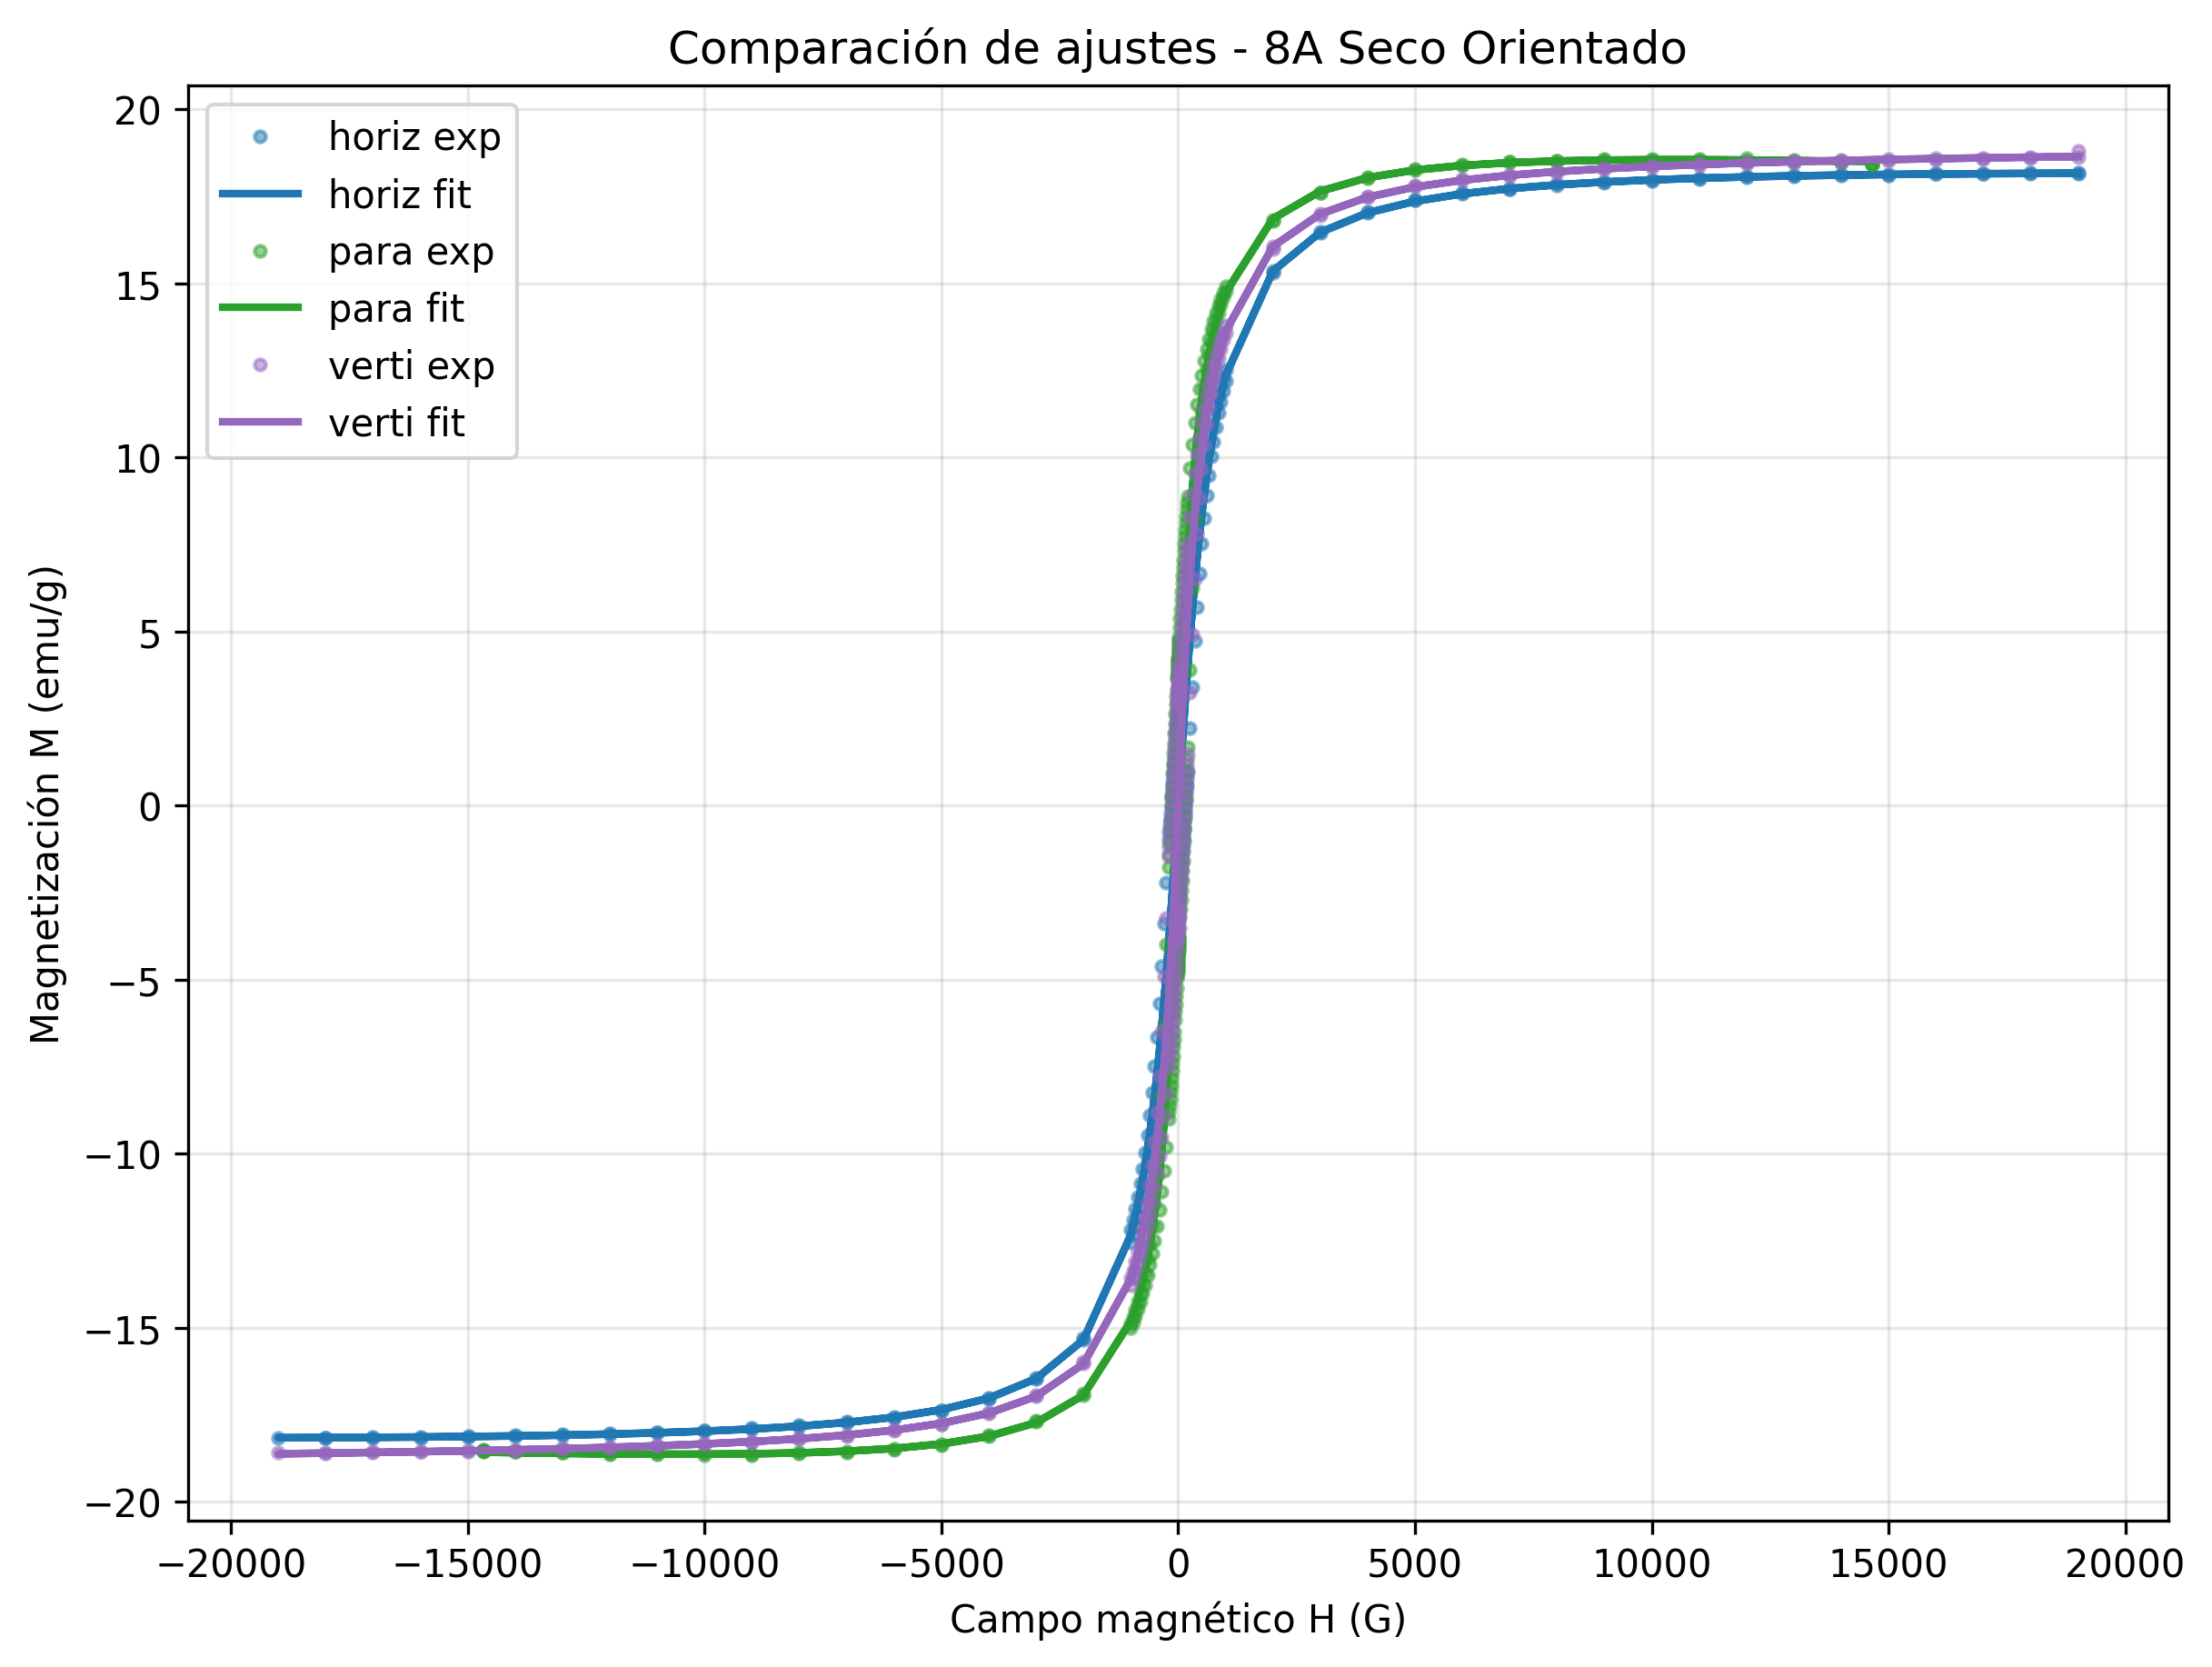 Comparación de ajustes - 8A Seco Orientado
horiz exp
horiz fit
para exp
para fit
verti exp
verti fit
Magnetización M (emu/g)
20
15
10
5
0
−5
−10
−15
−20
−20000
−15000
−10000
−5000
0
5000
10000
15000
20000
Campo magnético H (G)